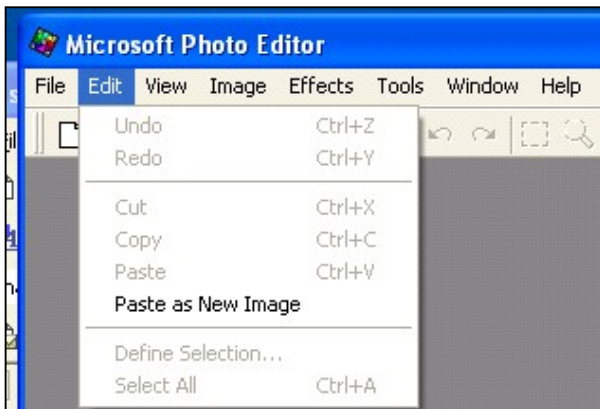 Microsoft Photo Editor
File Edit View Image Effects Tools Window Help
Undo Ctrl+Z
Redo Ctrl+Y
Cut Ctrl+X
Copy Ctrl+C
Paste Ctrl+V
Paste as New Image
Define Selection...
Select All Ctrl+A